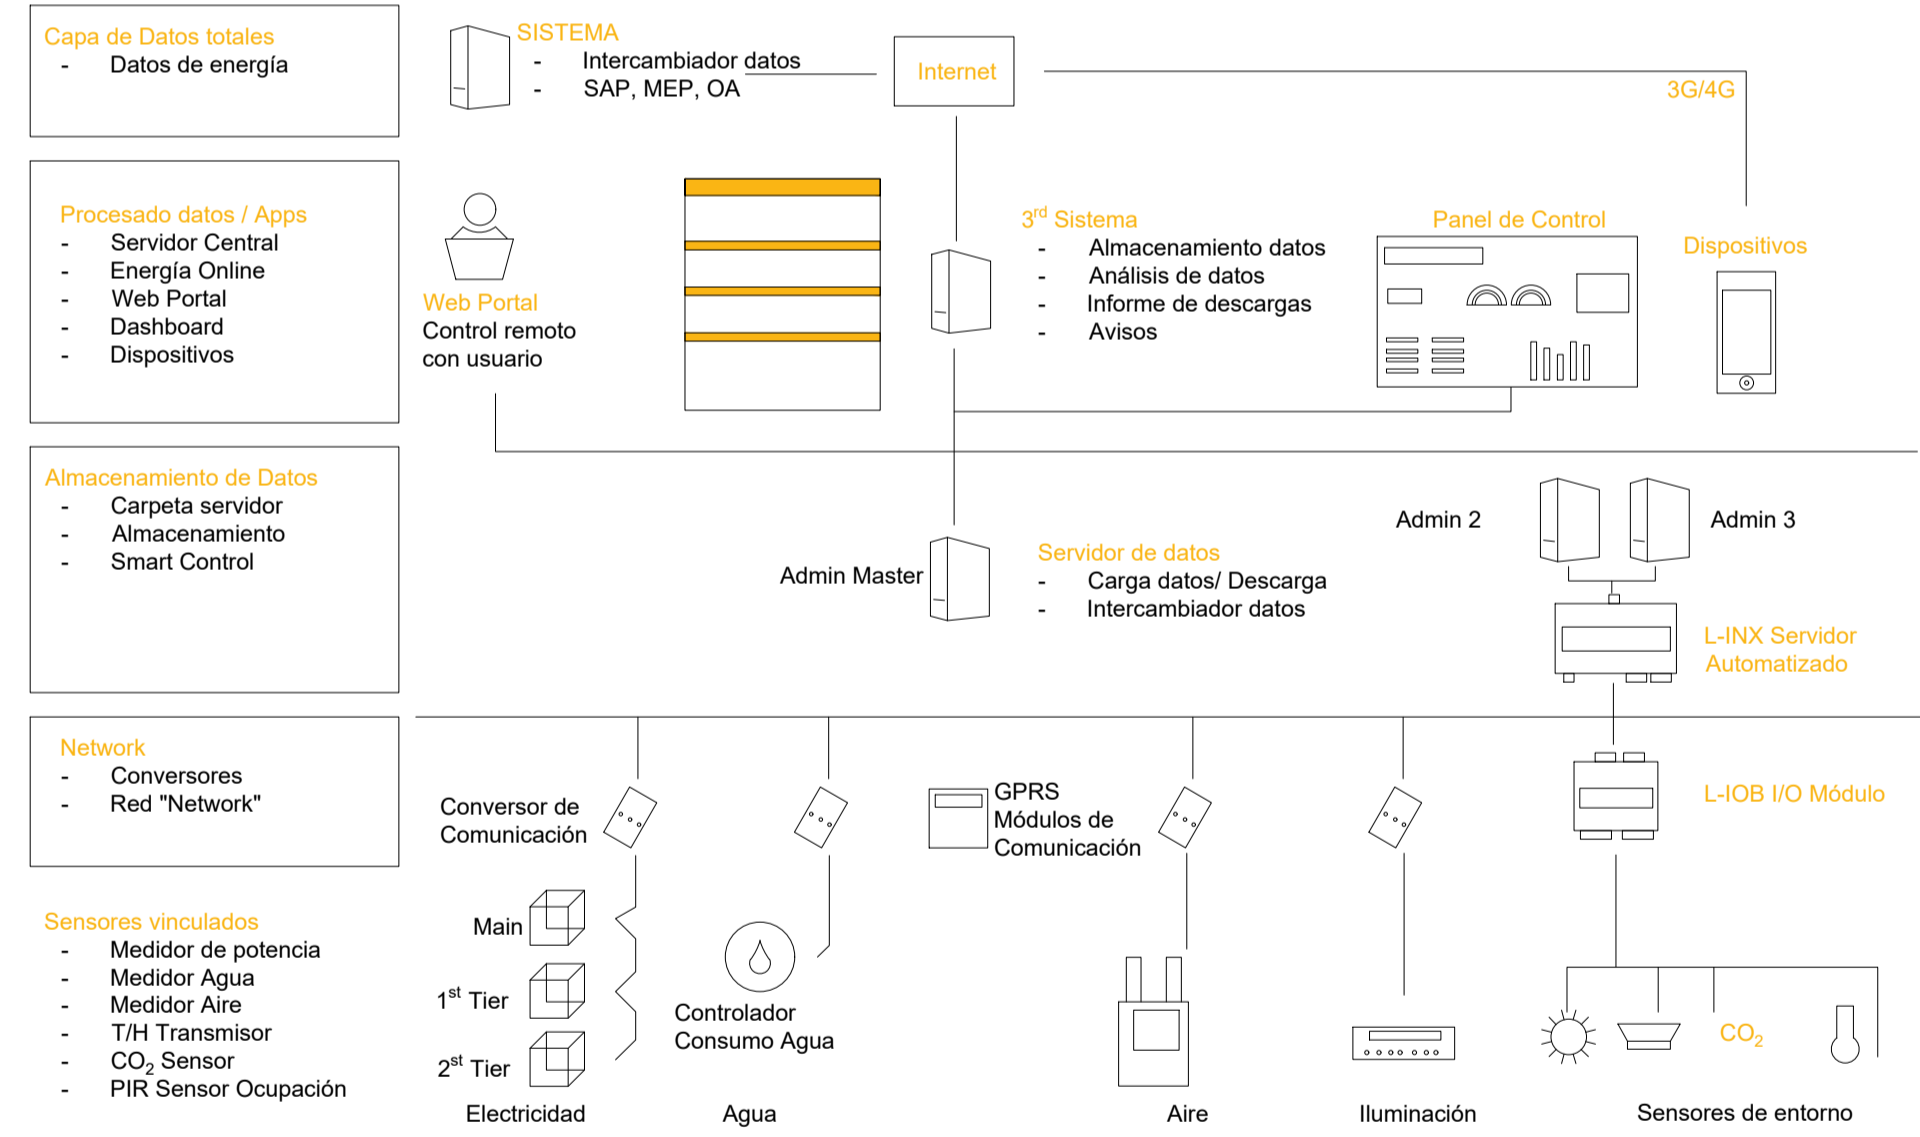 Capa de Datos totales
- Datos de energía
SISTEMA
- Intercambiador datos
- SAP, MEP, OA
Internet
3G/4G
Procesado datos / Apps
- Servidor Central
- Energía Online
- Web Portal
- Dashboard
- Dispositivos
Web Portal
Control remoto
con usuario
3rd Sistema
- Almacenamiento datos
- Análisis de datos
- Informe de descargas
- Avisos
Panel de Control
Dispositivos
Almacenamiento de Datos
- Carpeta servidor
- Almacenamiento
- Smart Control
Admin Master
Servidor de datos
- Carga datos/ Descarga
- Intercambiador datos
Admin 2
Admin 3
L-INX Servidor
Automatizado
Network
- Conversores
- Red "Network"
Conversor de
Comunicación
GPRS
Módulos de
Comunicación
L-IOB I/O Módulo
Sensores vinculados
- Medidor de potencia
- Medidor Agua
- Medidor Aire
- T/H Transmisor
- CO2 Sensor
- PIR Sensor Ocupación
Main
1st Tier
2st Tier
Electricidad
Controlador
Consumo Agua
Agua
Aire
Iluminación
CO2
Sensores de entorno